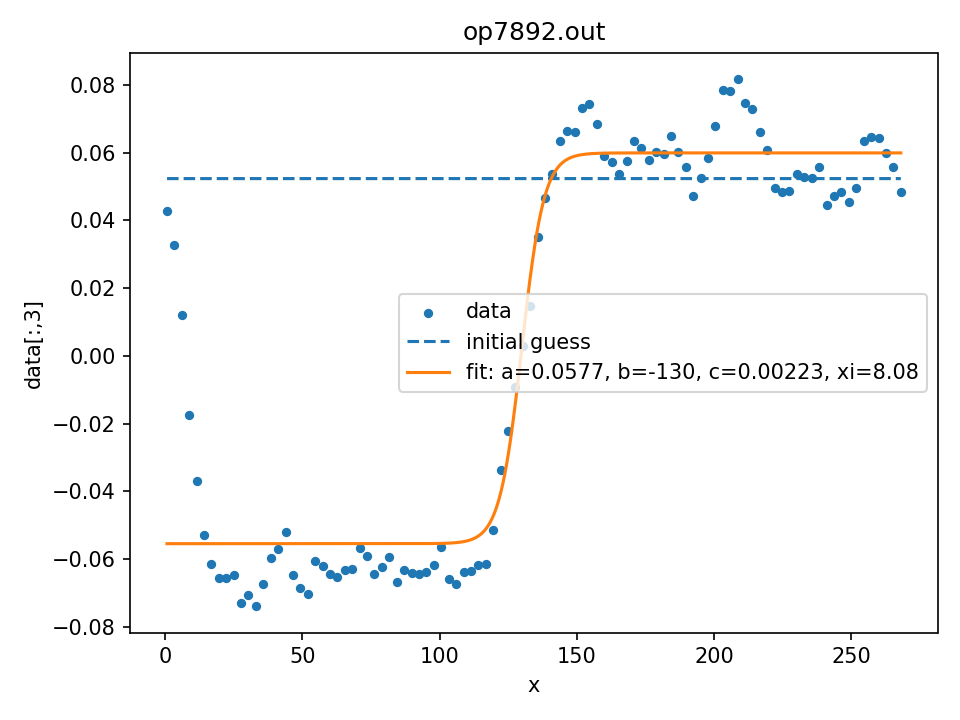 op7892.out
data[:,3]
0.08
0.06
0.04
0.02
0.00
−0.02
−0.04
−0.06
−0.08
data
initial guess
fit: a=0.0577, b=-130, c=0.00223, xi=8.08
0 50 100 150 200 250
x